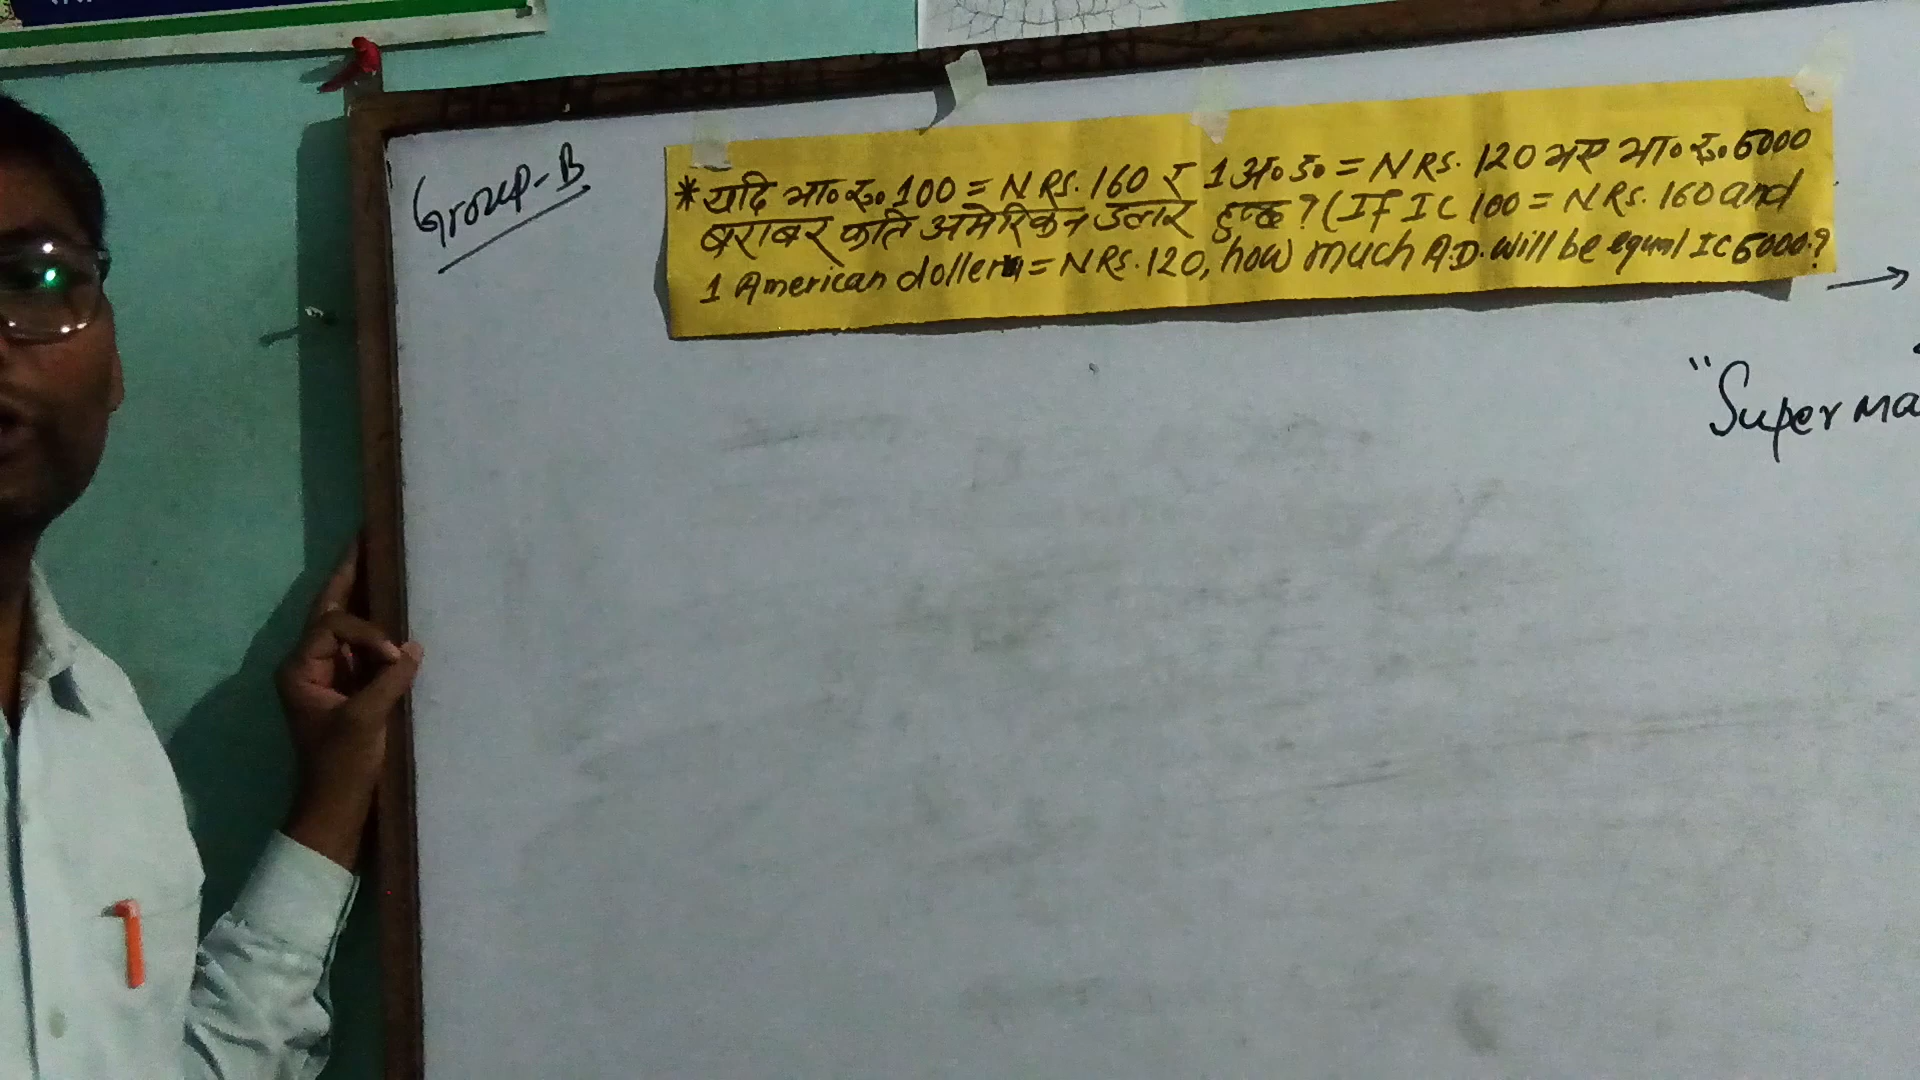 Group-B
* यदि भा० रु० 100 = N RS. 160 र 1 अ० ड० = N RS. 120 भए भा० रु० 6000
बराबर कति अमेरिकन डलार हुन्छ ? (If IC 100 = N RS. 160 and
1 American doller = N RS. 120, how much A.D. will be equal IC 6000.?
"Super ma